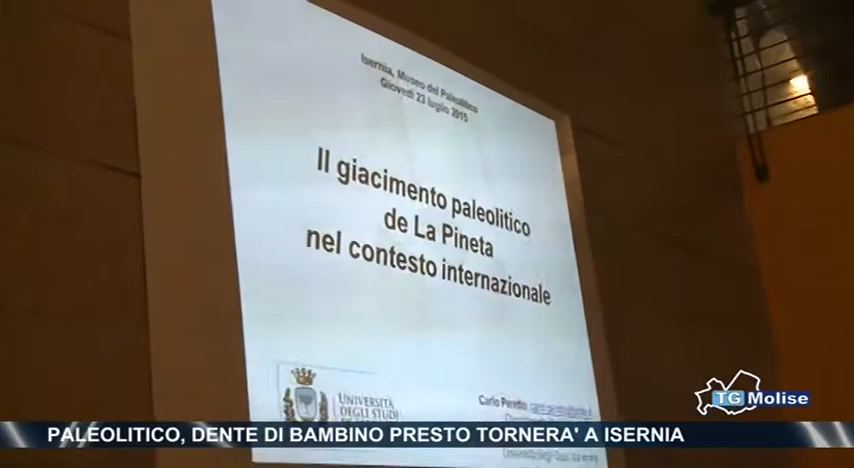 Isernia, Museo del Paleolitico
Giovedì 23 luglio 2015
Il giacimento paleolitico
de La Pineta
nel contesto internazionale
UNIVERSITÀ
DEGLI STUDI
Carlo Peretto
TG Molise
PALEOLITICO, DENTE DI BAMBINO PRESTO TORNERA' A ISERNIA